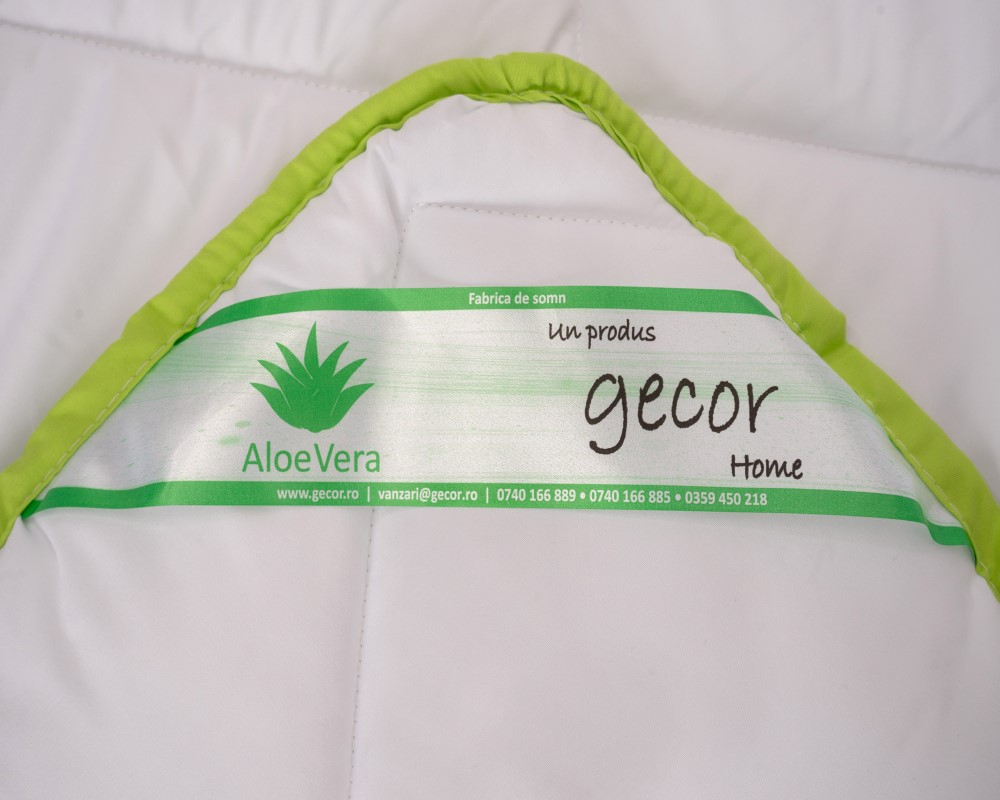 Fabrica de somn
Un produs
gecor
Home
AloeVera
www.gecor.ro | vanzari@gecor.ro | 0740 166 889 • 0740 166 885 • 0359 450 218